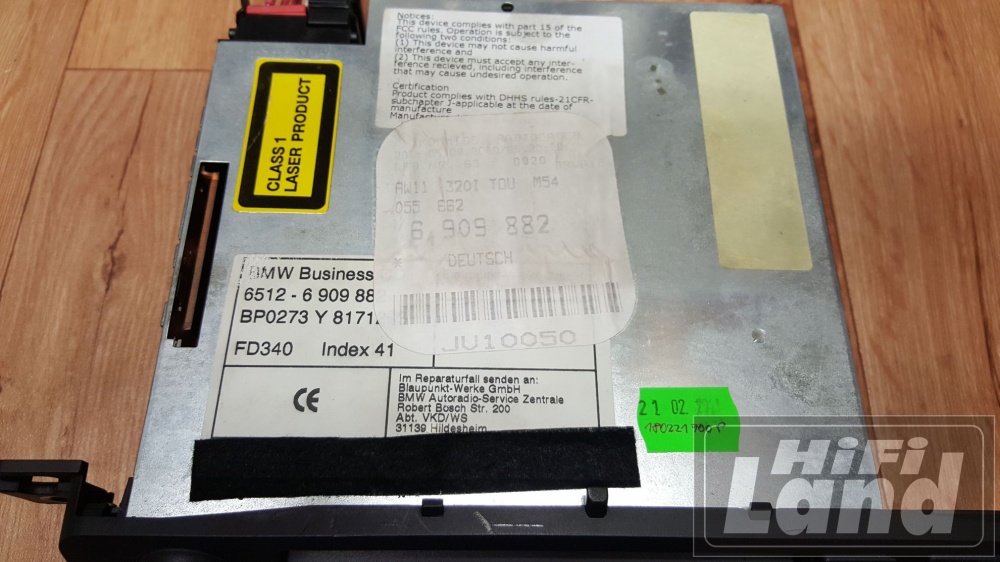 Notices:
This device complies with part 15 of the
FCC rules. Operation is subject to the
following two conditions:
(1) This device may not cause harmful
interference and
(2) This device must accept any inter-
ference recieved, including interference
that may cause undesired operation.
Certification
Product complies with DHHS rules-21CFR-
subchapter J-applicable at the date of
CLASS 1
LASER PRODUCT
0920
AW11 (320I TOU M54
055 662
6 909 882
* DEUTSCH
JU10050
BMW Business
6512 - 6 909 88
BP0273 Y 8171
FD340 Index 41
CE
Im Reparaturfall senden an:
Blaupunkt-Werke GmbH
BMW Autoradio-Service Zentrale
Robert Bosch Str. 200
Abt. VKD/WS
31139 Hildesheim
21 02
HiFi
Land